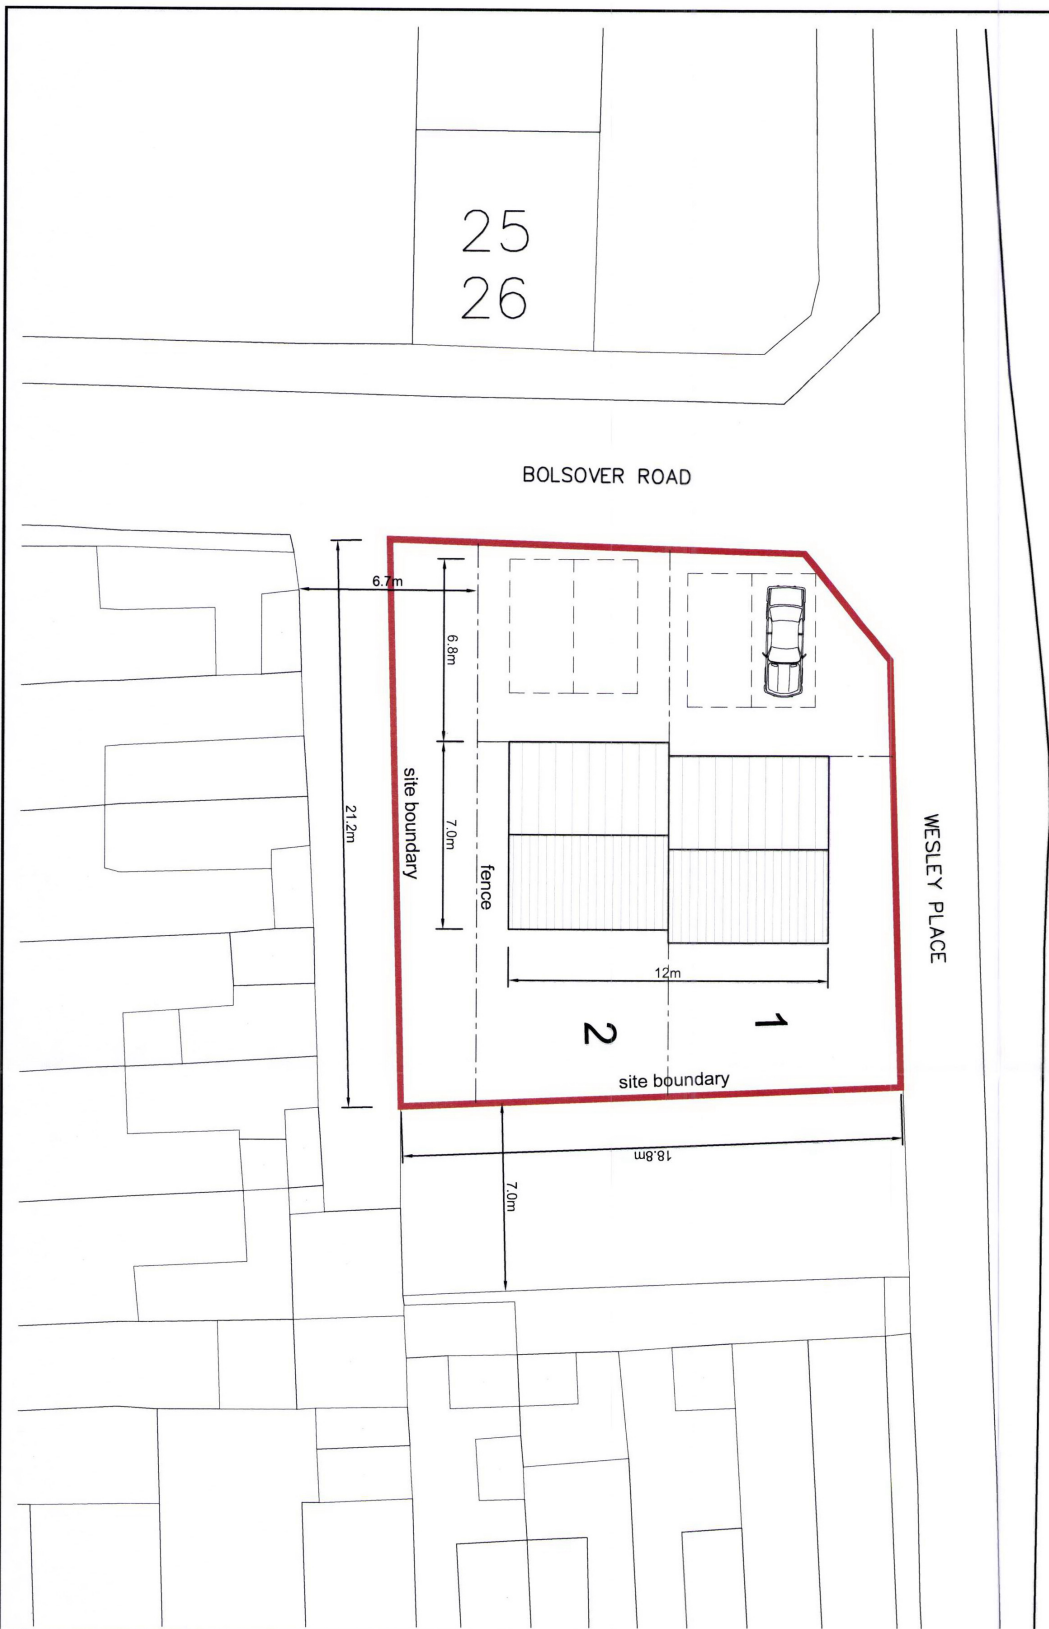 25
26
BOLSOVER ROAD
6.7m
6.8m
site boundary
7.0m
21.2m
fence
WESLEY PLACE
12m
1
2
site boundary
18.8m
7.0m